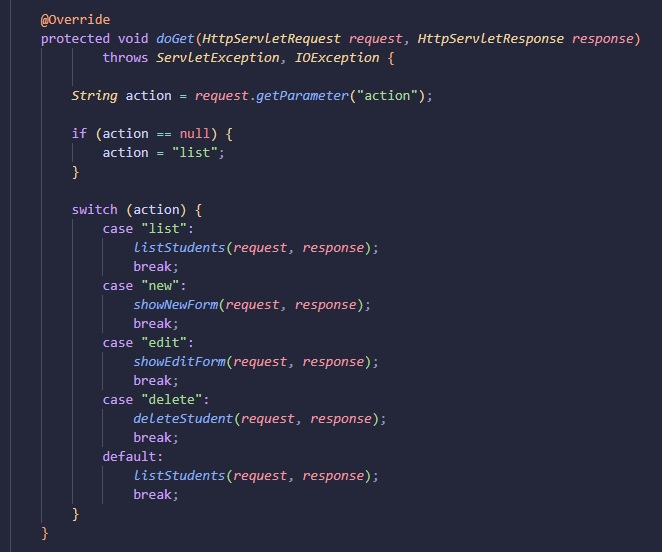 @Override
protected void doGet(HttpServletRequest request, HttpServletResponse response)
throws ServletException, IOException {
String action = request.getParameter("action");
if (action == null) {
action = "list";
}
switch (action) {
case "list":
listStudents(request, response);
break;
case "new":
showNewForm(request, response);
break;
case "edit":
showEditForm(request, response);
break;
case "delete":
deleteStudent(request, response);
break;
default:
listStudents(request, response);
break;
}
}